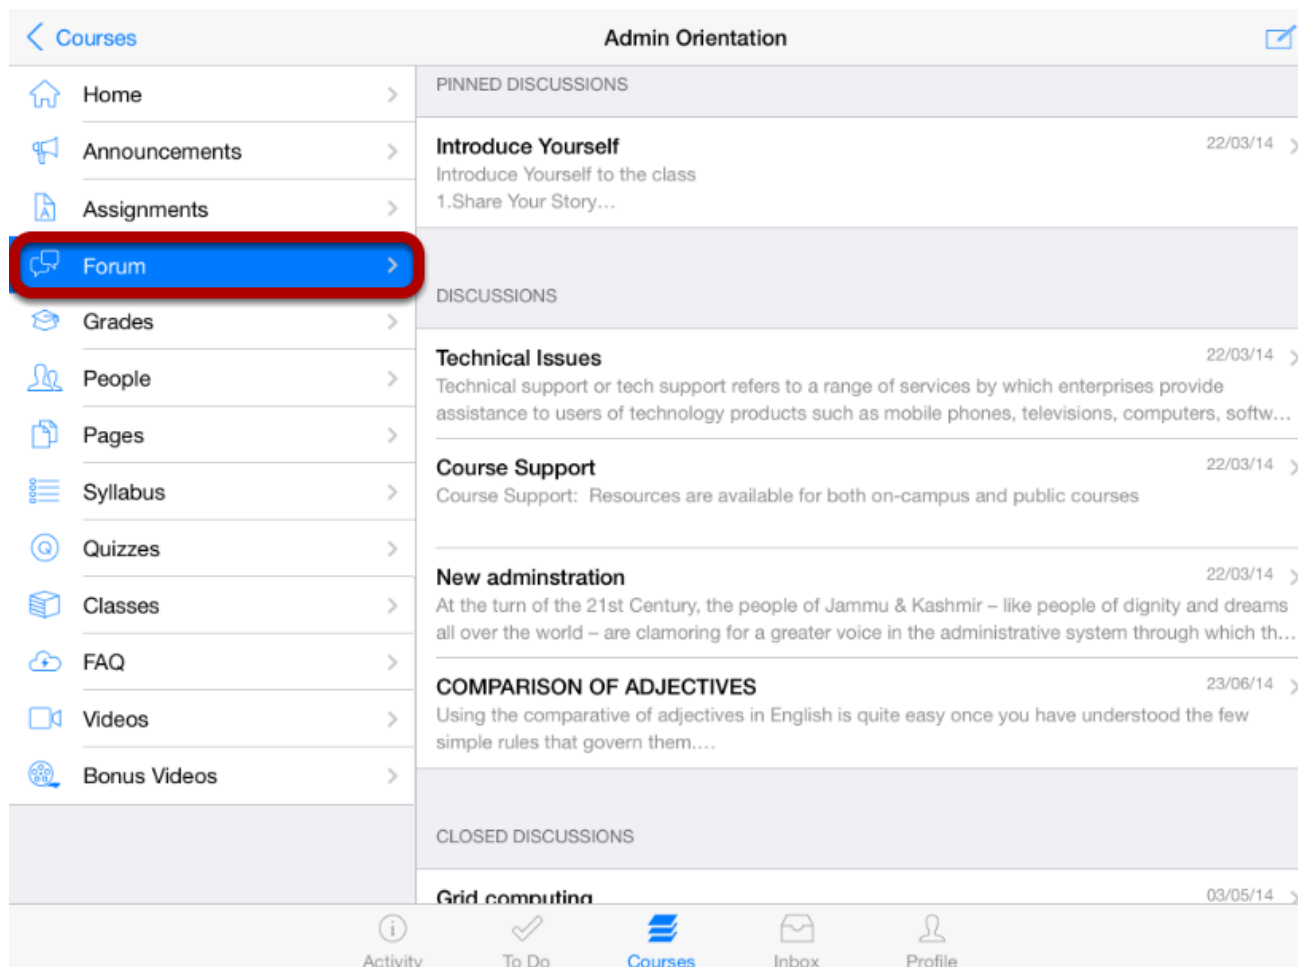 Courses
Admin Orientation
Home
Announcements
Assignments
Forum
Grades
People
Pages
Syllabus
Quizzes
Classes
FAQ
Videos
Bonus Videos
PINNED DISCUSSIONS
Introduce Yourself
22/03/14
Introduce Yourself to the class
1.Share Your Story...
DISCUSSIONS
Technical Issues
22/03/14
Technical support or tech support refers to a range of services by which enterprises provide
assistance to users of technology products such as mobile phones, televisions, computers, softw...
Course Support
22/03/14
Course Support:  Resources are available for both on-campus and public courses
New adminstration
22/03/14
At the turn of the 21st Century, the people of Jammu & Kashmir – like people of dignity and dreams
all over the world – are clamoring for a greater voice in the administrative system through which th...
COMPARISON OF ADJECTIVES
23/06/14
Using the comparative of adjectives in English is quite easy once you have understood the few
simple rules that govern them....
CLOSED DISCUSSIONS
Grid computing
03/05/14
Activity
To Do
Courses
Inbox
Profile